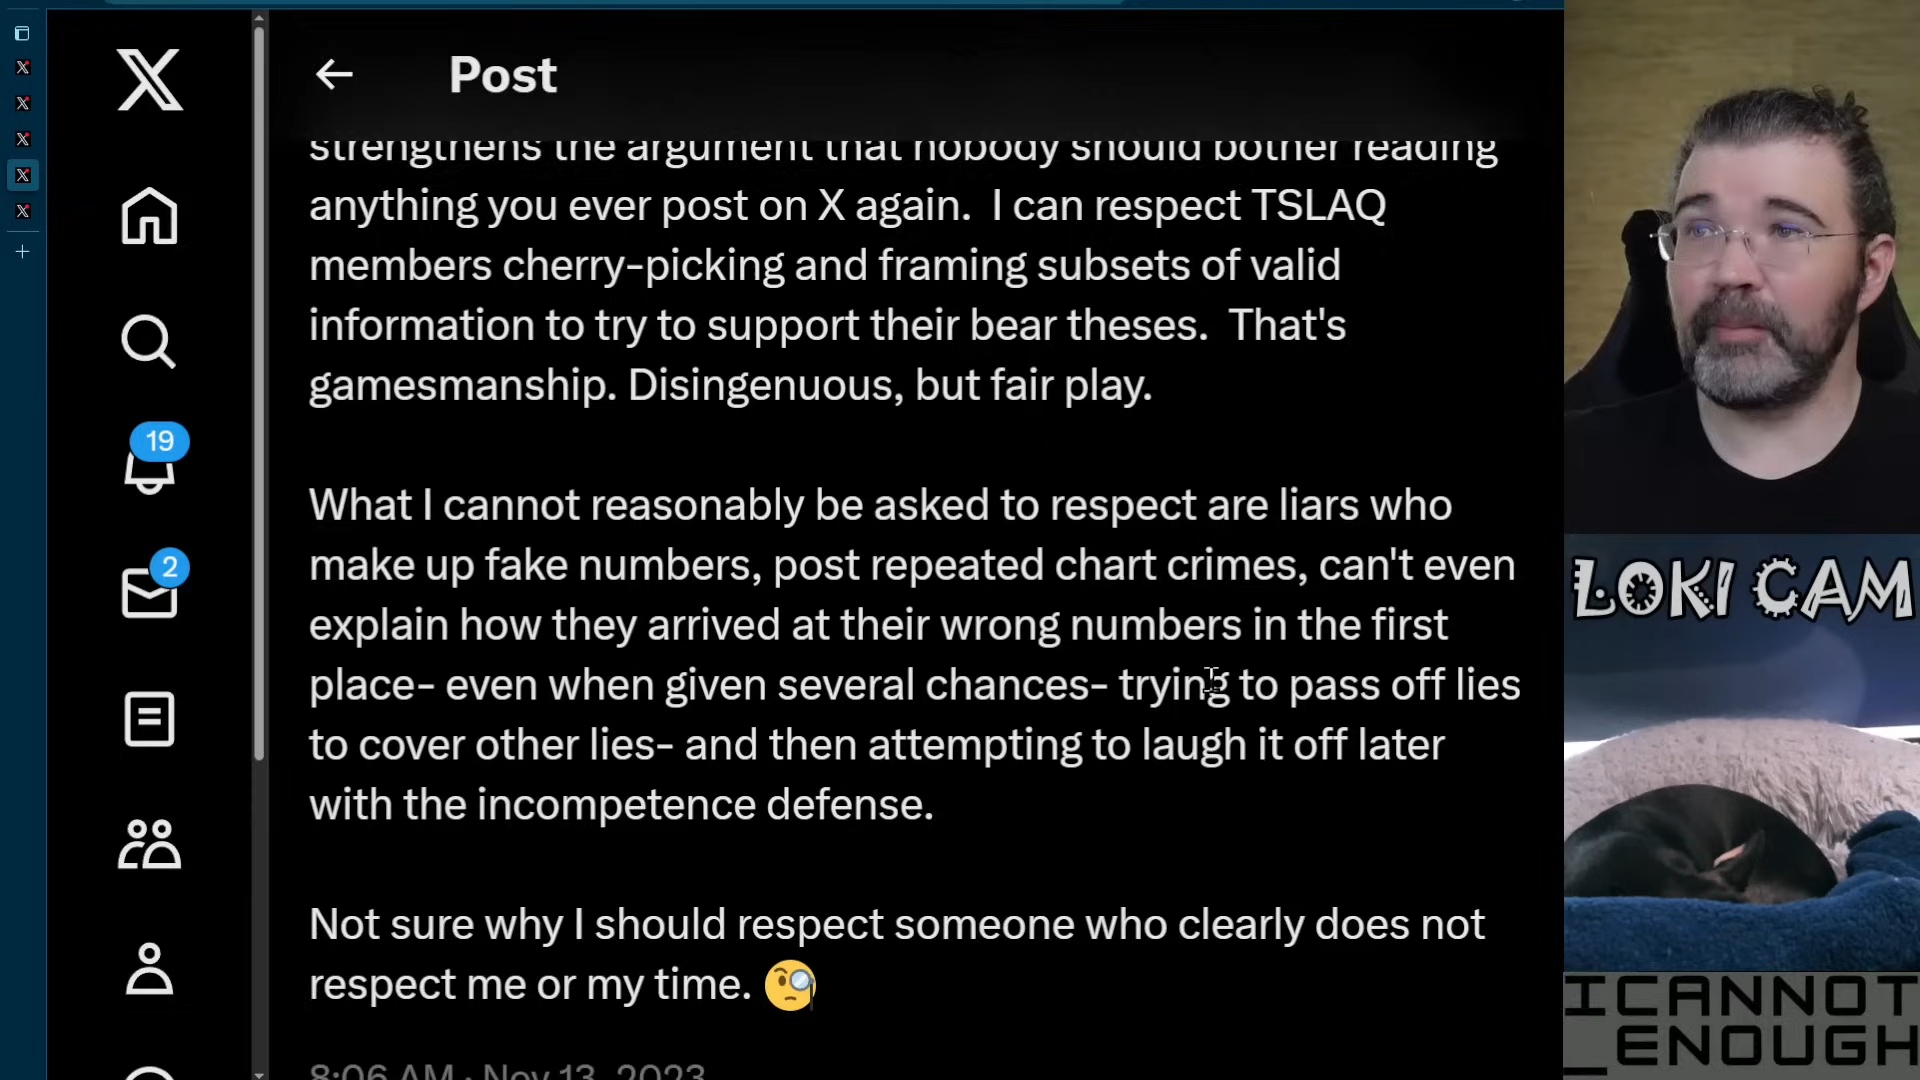 Post
strengthens the argument that nobody should bother reading
anything you ever post on X again.  I can respect TSLAQ
members cherry-picking and framing subsets of valid
information to try to support their bear theses.  That's
gamesmanship. Disingenuous, but fair play.
What I cannot reasonably be asked to respect are liars who
make up fake numbers, post repeated chart crimes, can't even
explain how they arrived at their wrong numbers in the first
place- even when given several chances- trying to pass off lies
to cover other lies- and then attempting to laugh it off later
with the incompetence defense.
Not sure why I should respect someone who clearly does not
respect me or my time. 🧐
8:06 AM · Nov 13, 2023
19
2
LOKI CAM
ICANNOT
_ENOUGH